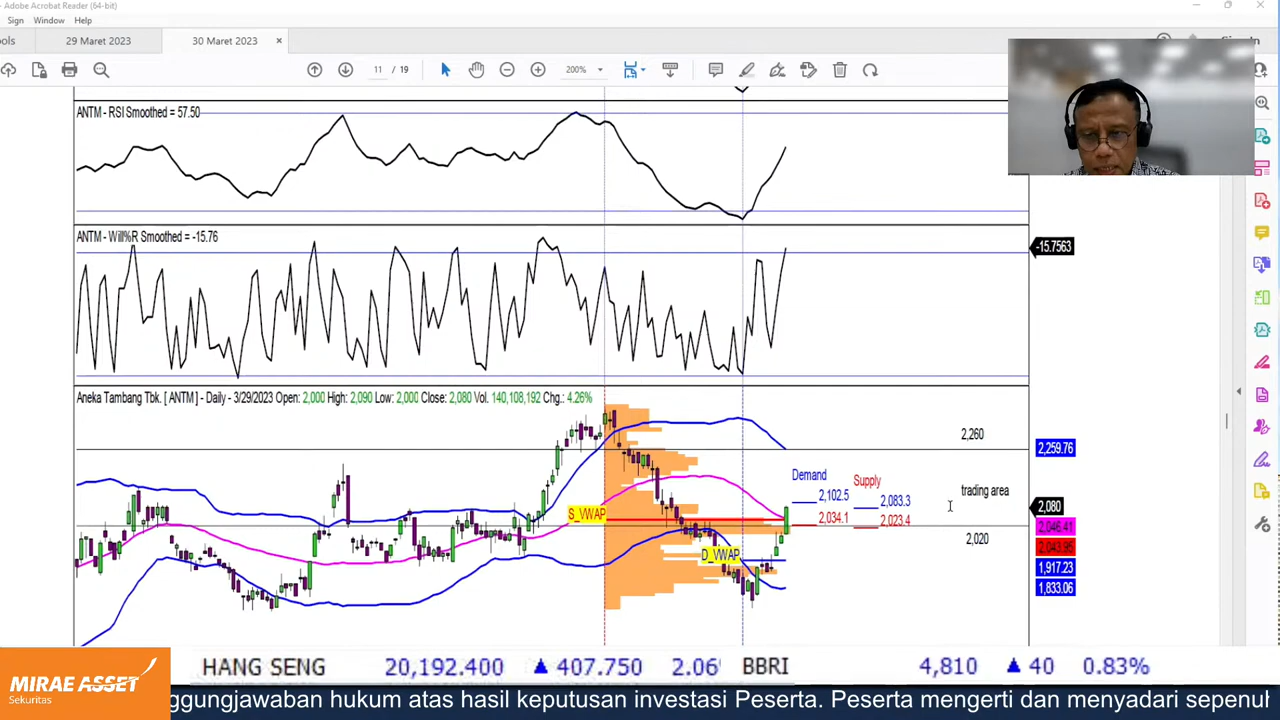 - Adobe Acrobat Reader (64-bit)
Sign Window Help
ols 29 Maret 2023 30 Maret 2023 ×
11 / 19 200%
ANTM - RSI Smoothed = 57.50
ANTM - Will%R Smoothed = -15.76
-15.7563
Aneka Tambang Tbk. [ ANTM ] - Daily - 3/29/2023 Open: 2,000 High: 2,090 Low: 2,000 Close: 2,080 Vol. 140,108,192 Chg.: 4.26%
2,260
2,259.76
Demand Supply
2,102.5 2,083.3
trading area
2,080
S_VWAP
2,034.1 2,023.4
2,046.41
2,020
2,043.95
D_VWAP
1,917.23
1,833.06
HANG SENG 20,192.400 ▲ 407.750 2.06 BBRI 4,810 ▲ 40 0.83%
MIRAE ASSET
Sekuritas
ggungjawaban hukum atas hasil keputusan investasi Peserta. Peserta mengerti dan menyadari sepenul